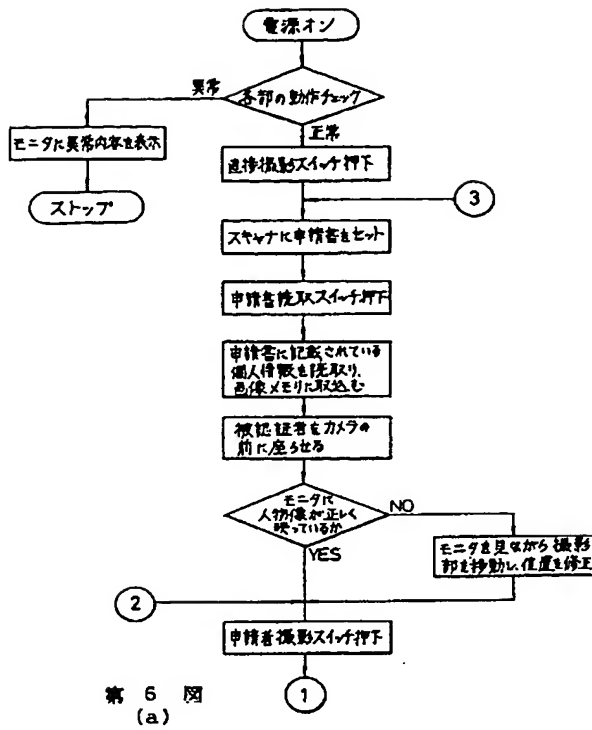 電源オン
異常
各部の動作チェック
正常
モニタに異常内容を表示
直接撮影スイッチ押下
ストップ
3
スキャナに申請書をセット
申請書読取スイッチ押下
申請書に記載されている
個人情報を読取り、
画像メモリに取込む
被認証者をカメラの
前に座らせる
モニタに
人物像が正しく
映っているか
NO
YES
モニタを見ながら撮影
部を移動し、位置を修正
2
申請者撮影スイッチ押下
1
第 6 図
(a)